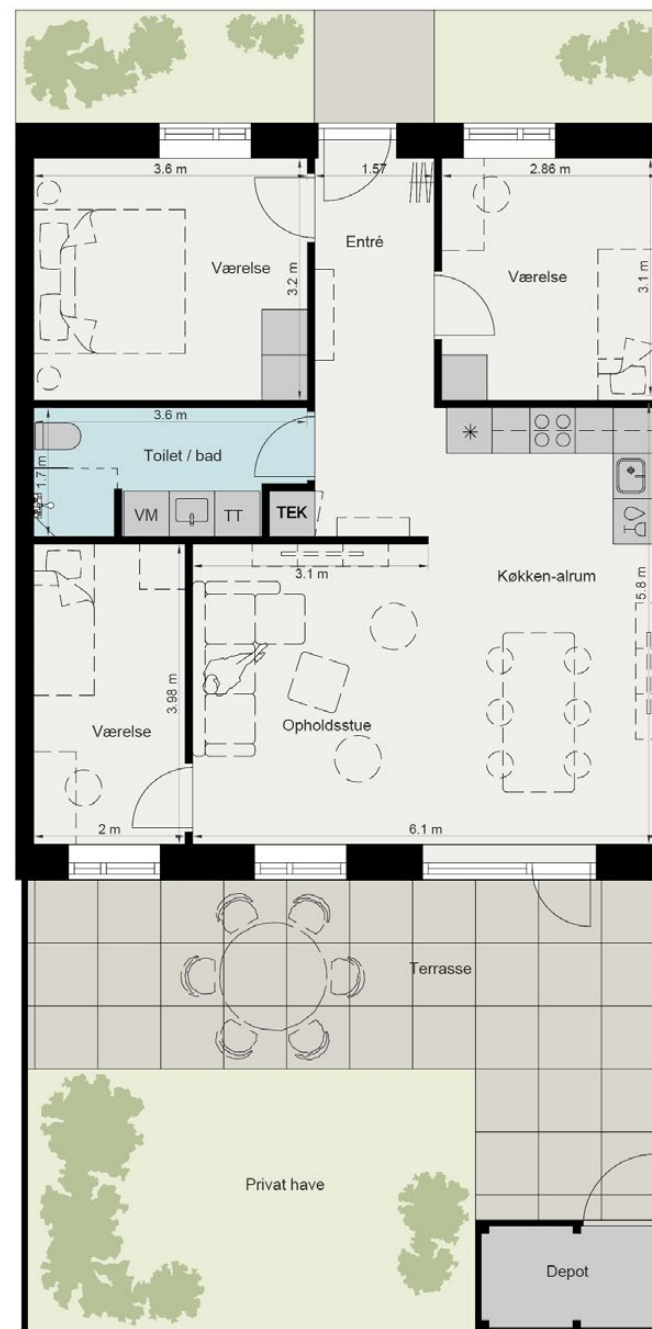 3.6 m
1.57
2.86 m
Entré
Værelse
3.2 m
Værelse
3.1 m
3.6 m
Toilet / bad
1.7 m
VM
TT
TEK
3.1 m
Køkken-alrum
5.8 m
3.98 m
Værelse
Opholdsstue
2 m
6.1 m
Terrasse
Privat have
Depot